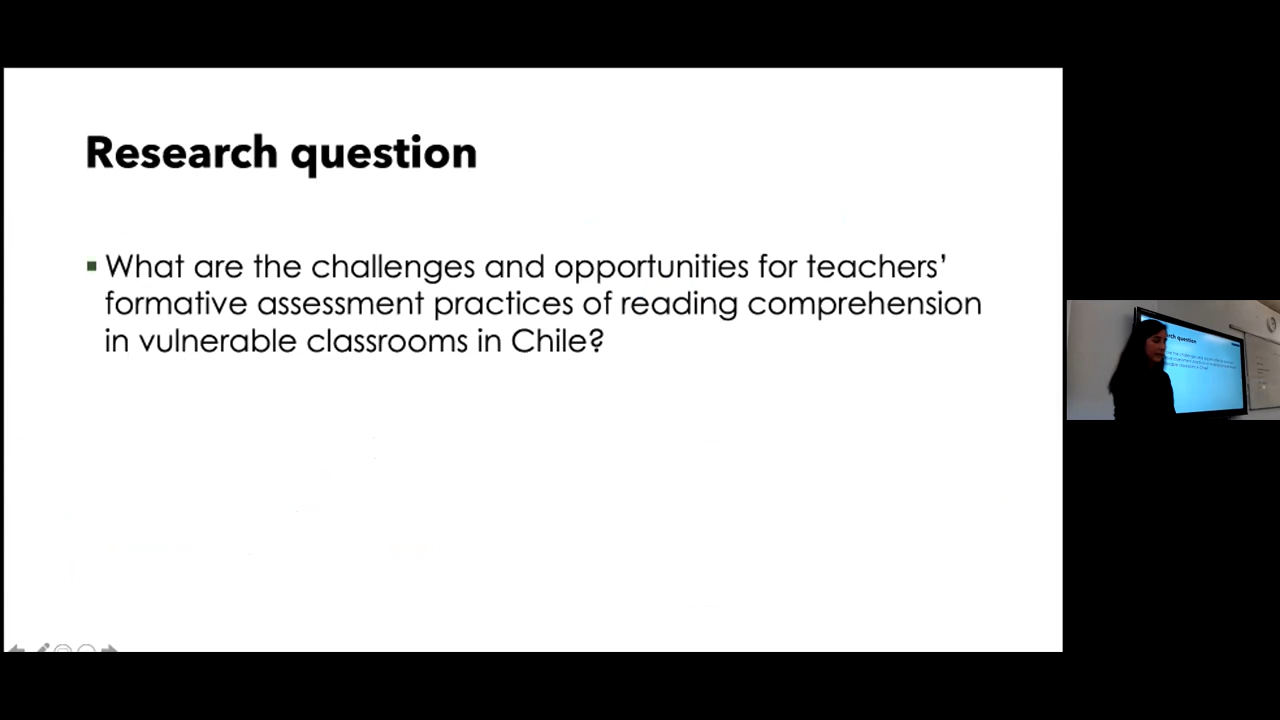 Research question
▪ What are the challenges and opportunities for teachers’
formative assessment practices of reading comprehension
in vulnerable classrooms in Chile?